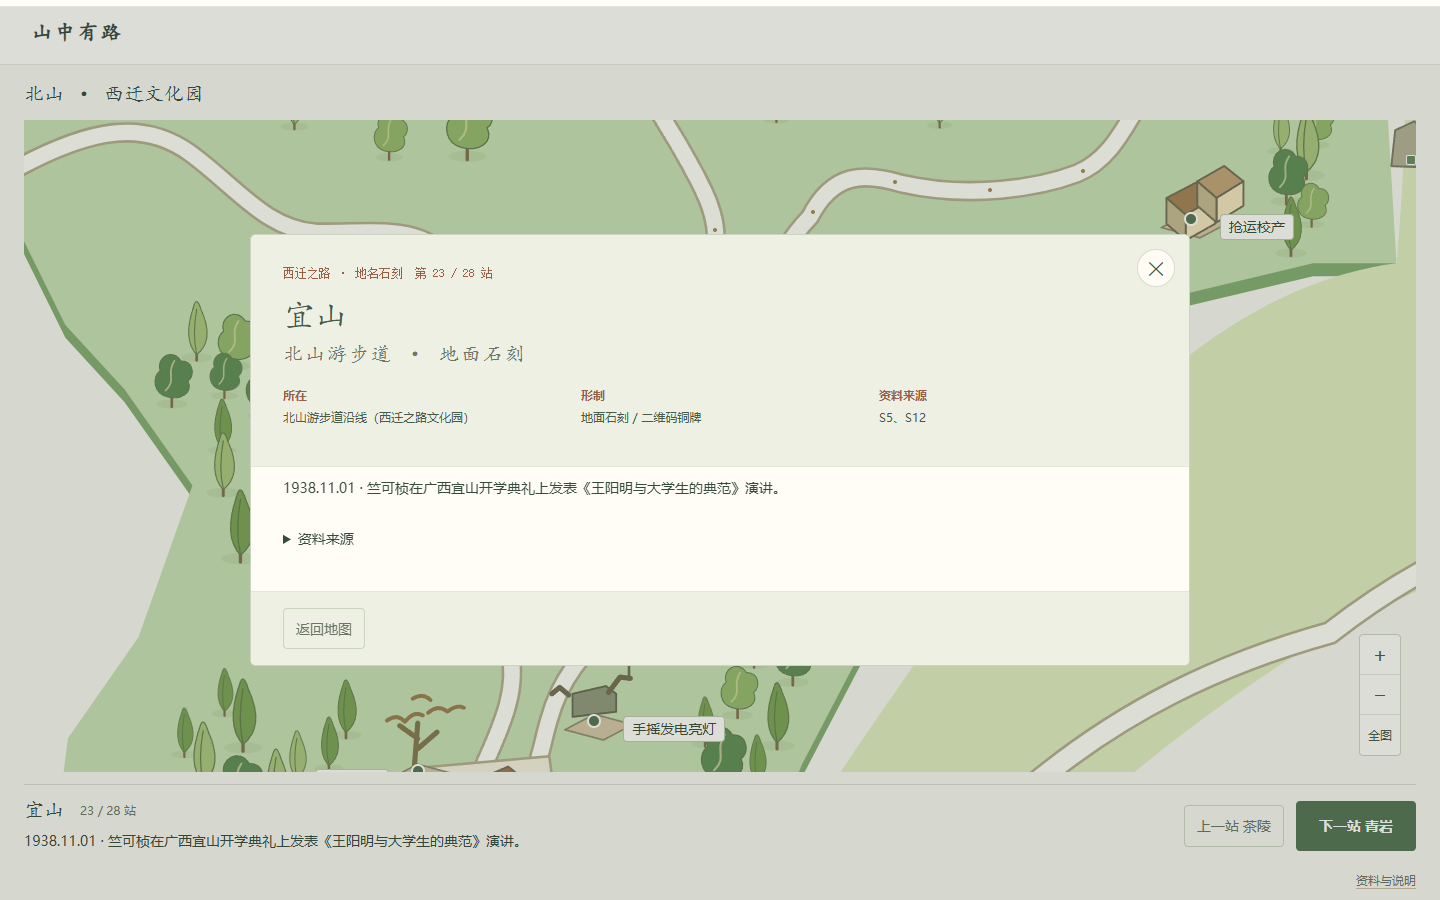 山中有路
北山 • 西迁文化园
抢运校产
西迁之路 · 地名石刻 第 23 / 28 站
宜山
北山游步道 • 地面石刻
所在
北山游步道沿线（西迁之路文化园）
形制
地面石刻 / 二维码铜牌
资料来源
S5、S12
1938.11.01 · 竺可桢在广西宜山开学典礼上发表《王阳明与大学生的典范》演讲。
▶ 资料来源
返回地图
手摇发电亮灯
+
−
全图
宜山 23 / 28 站
1938.11.01 · 竺可桢在广西宜山开学典礼上发表《王阳明与大学生的典范》演讲。
上一站 茶陵
下一站 青岩
资料与说明